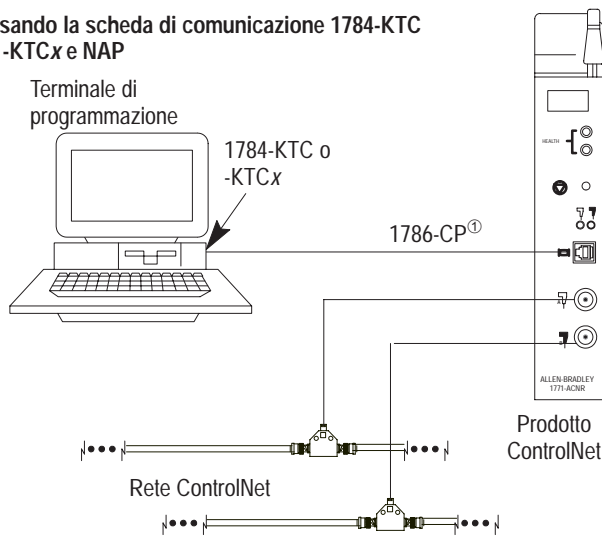 sando la scheda di comunicazione 1784-KTC
-KTCx e NAP
Terminale di
programmazione
1784-KTC o
-KTCx
1786-CP①
HEALTH
ALLEN-BRADLEY
1771-ACNR
Prodotto
ControlNet
Rete ControlNet